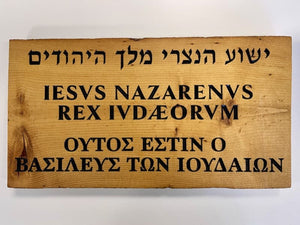 ישוע הנצרי מלך היהודים
IESVS NAZARENVS
REX IVDÆORVM
ΟΥΤΟΣ ΕΣΤΙΝ Ο
ΒΑΣΙΛΕΥΣ ΤΩΝ ΙΟΥΔΑΙΩΝ